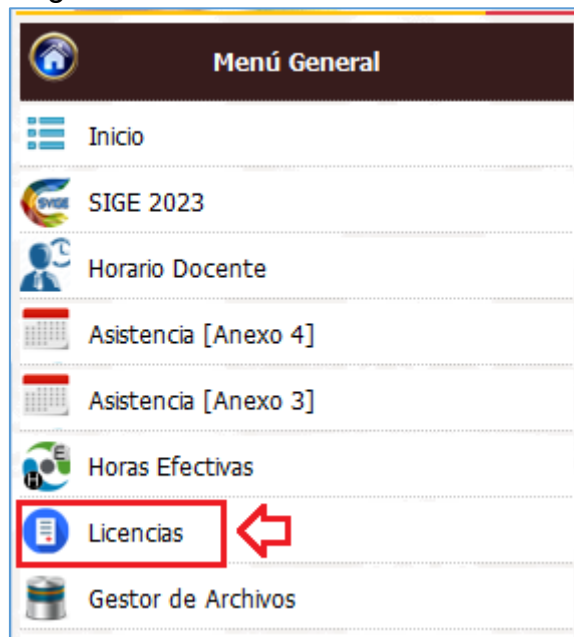 Menú General
Inicio
SIGE 2023
Horario Docente
Asistencia [Anexo 4]
Asistencia [Anexo 3]
Horas Efectivas
Licencias
Gestor de Archivos